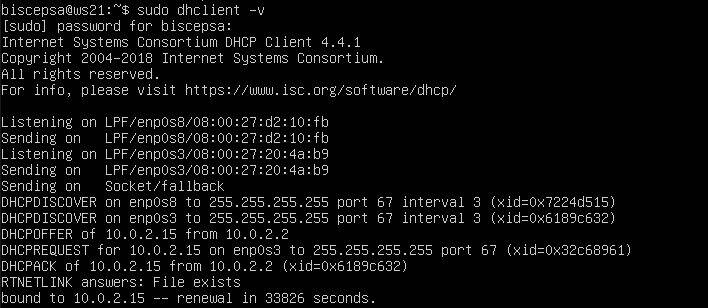 biscepsa@ws21:~$ sudo dhclient -v
[sudo] password for biscepsa:
Internet Systems Consortium DHCP Client 4.4.1
Copyright 2004-2018 Internet Systems Consortium.
All rights reserved.
For info, please visit https://www.isc.org/software/dhcp/
Listening on LPF/enp0s8/08:00:27:d2:10:fb
Sending on   LPF/enp0s8/08:00:27:d2:10:fb
Listening on LPF/enp0s3/08:00:27:20:4a:b9
Sending on   LPF/enp0s3/08:00:27:20:4a:b9
Sending on   Socket/fallback
DHCPDISCOVER on enp0s8 to 255.255.255.255 port 67 interval 3 (xid=0x7224d515)
DHCPDISCOVER on enp0s3 to 255.255.255.255 port 67 interval 3 (xid=0x6189c632)
DHCPOFFER of 10.0.2.15 from 10.0.2.2
DHCPREQUEST for 10.0.2.15 on enp0s3 to 255.255.255.255 port 67 (xid=0x32c68961)
DHCPACK of 10.0.2.15 from 10.0.2.2 (xid=0x6189c632)
RTNETLINK answers: File exists
bound to 10.0.2.15 -- renewal in 33826 seconds.